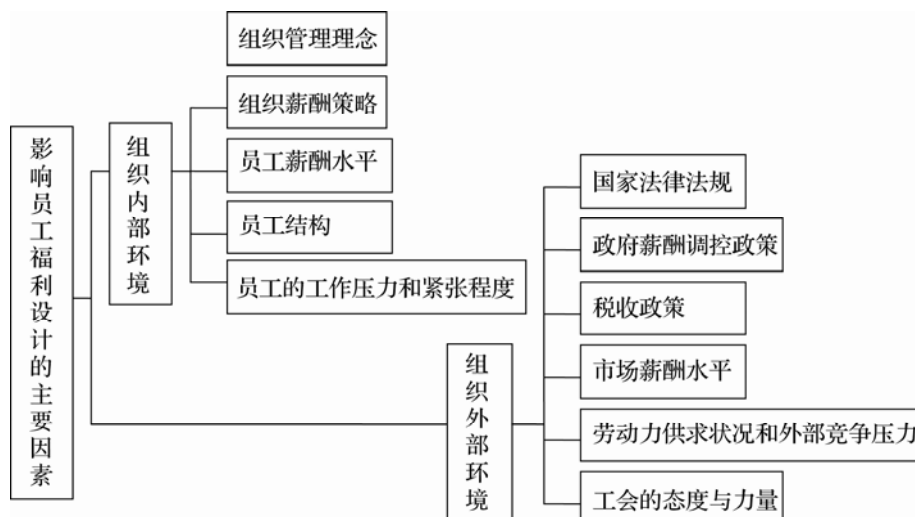 影响员工福利设计的主要因素
组织内部环境
组织管理理念
组织薪酬策略
员工薪酬水平
员工结构
员工的工作压力和紧张程度
组织外部环境
国家法律法规
政府薪酬调控政策
税收政策
市场薪酬水平
劳动力供求状况和外部竞争压力
工会的态度与力量